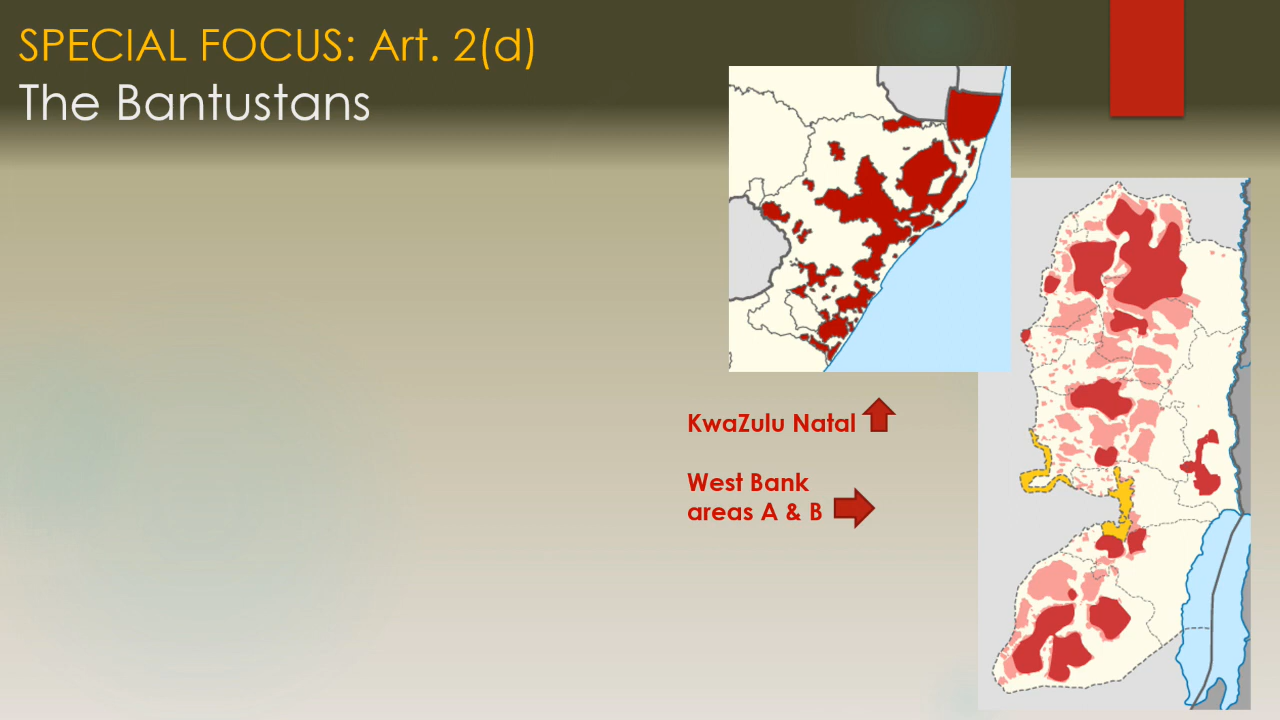 SPECIAL FOCUS: Art. 2(d)
The Bantustans
KwaZulu Natal
West Bank
areas A & B